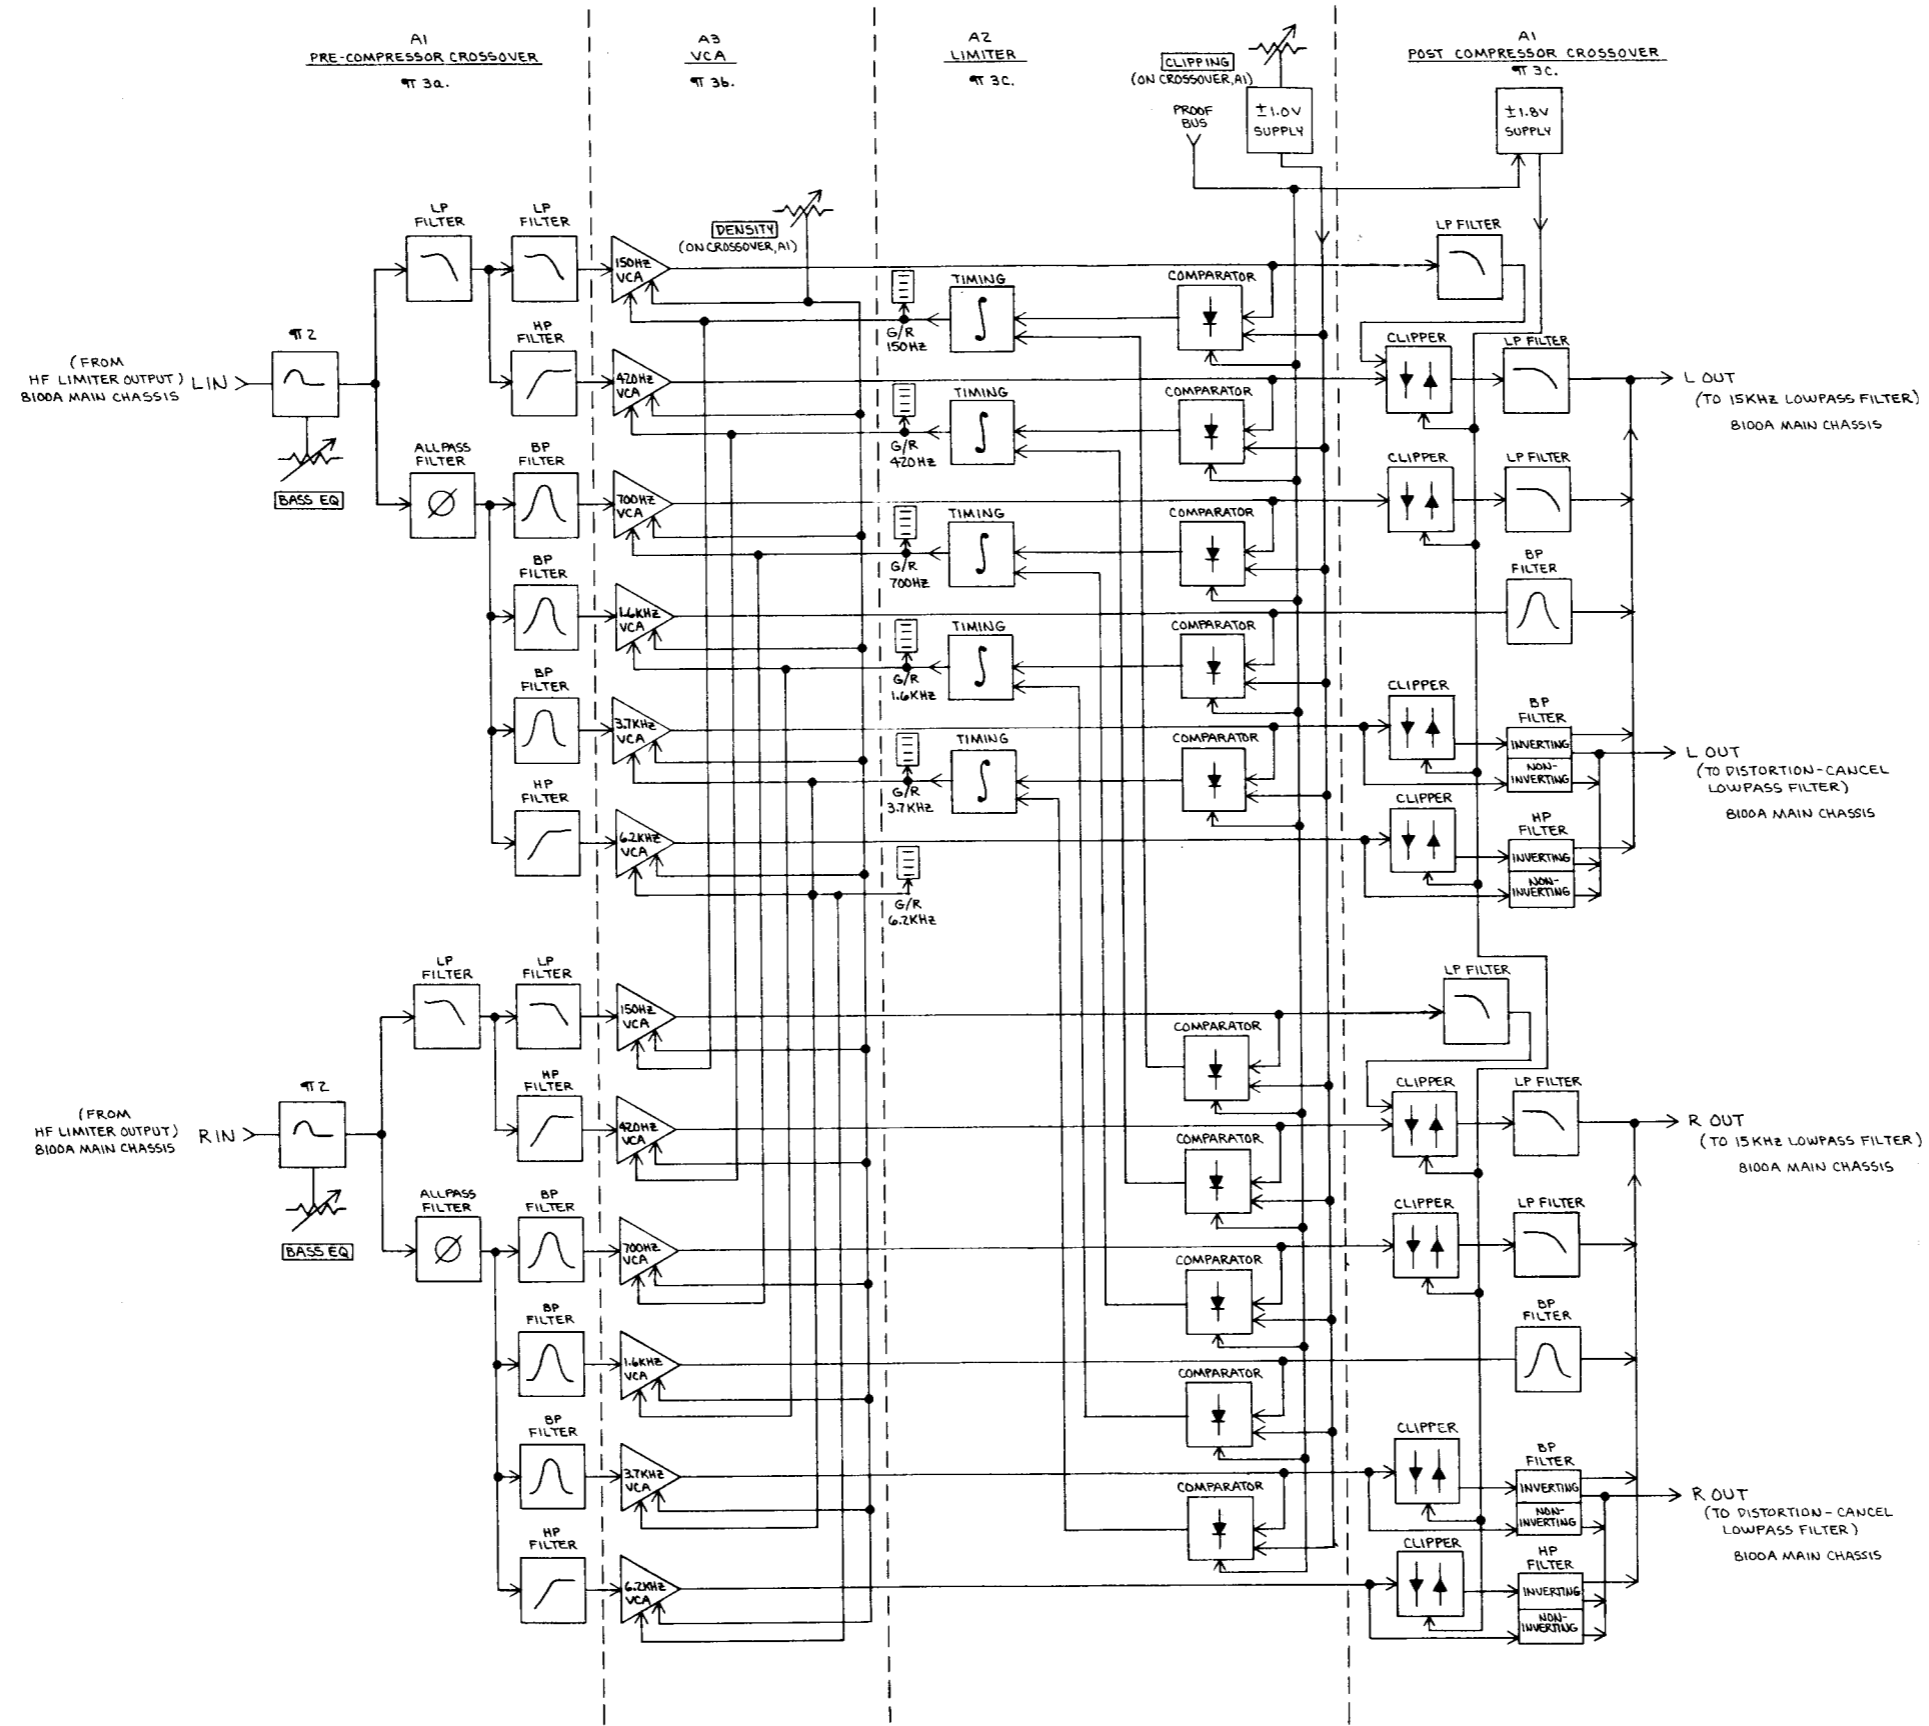 A1
PRE-COMPRESSOR CROSSOVER
¶ 3a.
A3
VCA
¶ 3b.
A2
LIMITER
¶ 3c.
CLIPPING
(ON CROSSOVER, A1)
PROOF
BUS
±1.0V
SUPPLY
A1
POST COMPRESSOR CROSSOVER
¶ 3c.
±1.8V
SUPPLY
DENSITY
(ON CROSSOVER, A1)
LP
FILTER
LP
FILTER
150HZ
VCA
G/R
150HZ
TIMING
COMPARATOR
LP FILTER
¶ 2
(FROM
HF LIMITER OUTPUT)
8100A MAIN CHASSIS
L IN
BASS EQ
HP
FILTER
420HZ
VCA
G/R
420HZ
TIMING
COMPARATOR
CLIPPER
LP FILTER
L OUT
(TO 15KHZ LOWPASS FILTER)
8100A MAIN CHASSIS
ALLPASS
FILTER
Ø
BP
FILTER
700HZ
VCA
G/R
700HZ
TIMING
COMPARATOR
CLIPPER
LP FILTER
BP
FILTER
1.6KHZ
VCA
G/R
1.6KHZ
TIMING
COMPARATOR
BP
FILTER
BP
FILTER
3.7KHZ
VCA
G/R
3.7KHZ
TIMING
COMPARATOR
CLIPPER
BP
FILTER
INVERTING
NON-
INVERTING
L OUT
(TO DISTORTION-CANCEL
LOWPASS FILTER)
8100A MAIN CHASSIS
HP
FILTER
6.2KHZ
VCA
G/R
6.2KHZ
CLIPPER
HP
FILTER
INVERTING
NON-
INVERTING
LP
FILTER
LP
FILTER
150HZ
VCA
COMPARATOR
LP FILTER
¶ 2
(FROM
HF LIMITER OUTPUT)
8100A MAIN CHASSIS
R IN
BASS EQ
HP
FILTER
420HZ
VCA
COMPARATOR
CLIPPER
LP FILTER
R OUT
(TO 15KHZ LOWPASS FILTER)
8100A MAIN CHASSIS
ALLPASS
FILTER
Ø
BP
FILTER
700HZ
VCA
COMPARATOR
CLIPPER
LP FILTER
BP
FILTER
1.6KHZ
VCA
COMPARATOR
BP
FILTER
BP
FILTER
3.7KHZ
VCA
COMPARATOR
CLIPPER
BP
FILTER
INVERTING
NON-
INVERTING
R OUT
(TO DISTORTION-CANCEL
LOWPASS FILTER)
8100A MAIN CHASSIS
HP
FILTER
6.2KHZ
VCA
CLIPPER
HP
FILTER
INVERTING
NON-
INVERTING